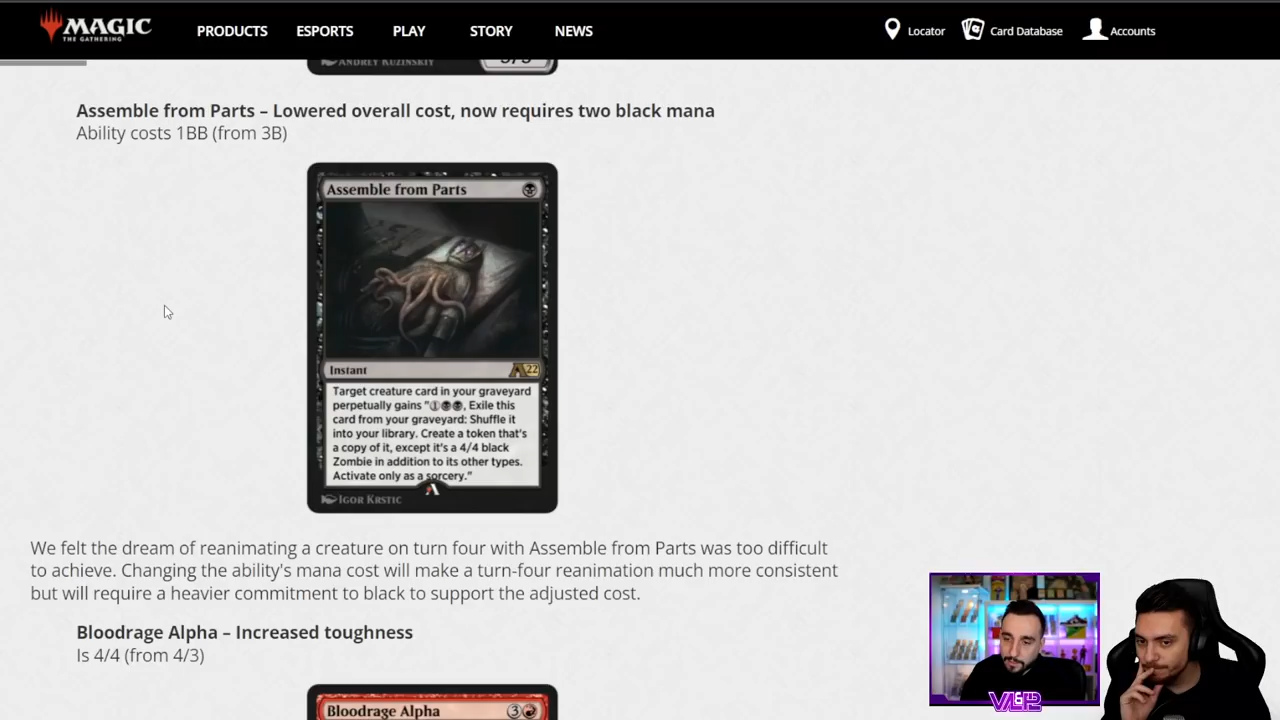 MAGIC
THE GATHERING
PRODUCTS
ESPORTS
PLAY
STORY
NEWS
Locator
Card Database
Accounts
ANDREY KUZINSKIY
Assemble from Parts – Lowered overall cost, now requires two black mana
Ability costs 1BB (from 3B)
Assemble from Parts
Instant
A22
Target creature card in your graveyard
perpetually gains "1, Exile this
card from your graveyard: Shuffle it
into your library. Create a token that's
a copy of it, except it's a 4/4 black
Zombie in addition to its other types.
Activate only as a sorcery."
IGOR KRSTIC
We felt the dream of reanimating a creature on turn four with Assemble from Parts was too difficult
to achieve. Changing the ability's mana cost will make a turn-four reanimation much more consistent
but will require a heavier commitment to black to support the adjusted cost.
Bloodrage Alpha – Increased toughness
Is 4/4 (from 4/3)
Bloodrage Alpha
3